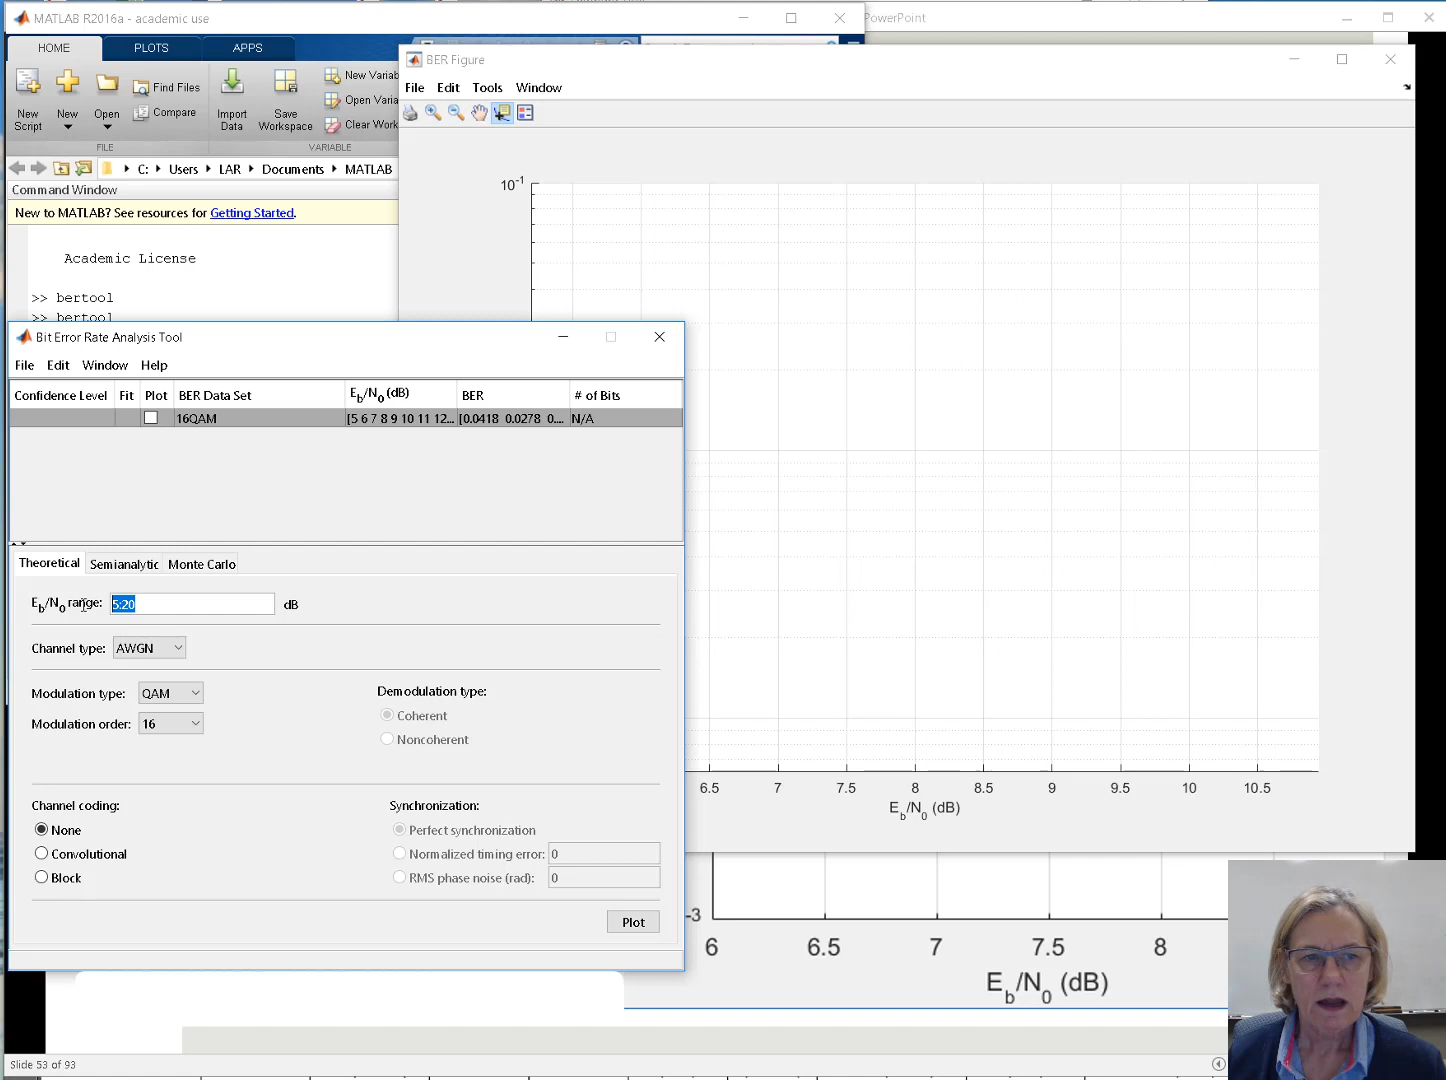 MATLAB R2016a - academic use
PowerPoint
HOME
PLOTS
APPS
New Script
New
Open
Find Files
Compare
Import Data
Save Workspace
New Variab
Open Varia
Clear Work
FILE
VARIABLE
C: Users LAR Documents MATLAB
Command Window
New to MATLAB? See resources for Getting Started.
Academic License
>> bertool
>> bertool
BER Figure
File Edit Tools Window
10-1
6.5 7 7.5 8 8.5 9 9.5 10 10.5
Eb/N0 (dB)
Bit Error Rate Analysis Tool
File Edit Window Help
Confidence Level Fit Plot BER Data Set Eb/N0 (dB) BER # of Bits
16QAM [5 6 7 8 9 10 11 12... [0.0418 0.0278 0.... N/A
Theoretical Semianalytic Monte Carlo
Eb/N0 range: 5:20 dB
Channel type: AWGN
Modulation type: QAM
Modulation order: 16
Demodulation type:
Coherent
Noncoherent
Channel coding:
None
Convolutional
Block
Synchronization:
Perfect synchronization
Normalized timing error: 0
RMS phase noise (rad): 0
Plot
-3
6 6.5 7 7.5 8
Eb/N0 (dB)
Slide 53 of 93